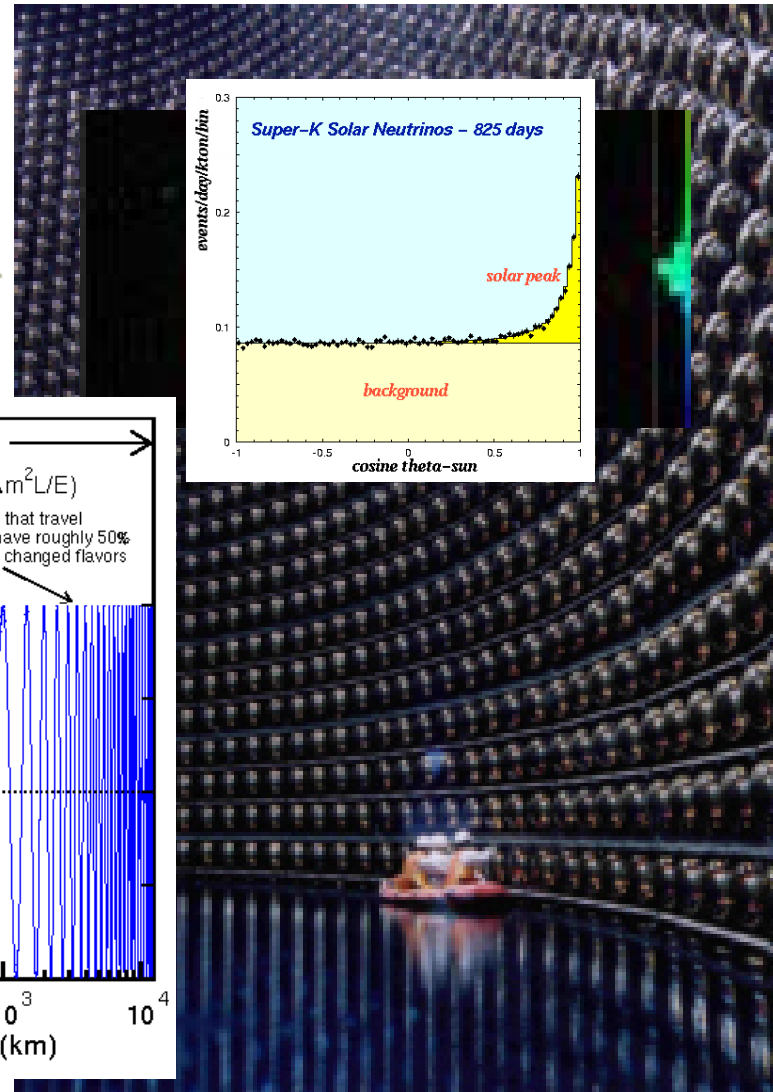 0.3
Super-K Solar Neutrinos - 825 days
events/day/kton/bin
0.2
solar peak
0.1
background
0
-1 -0.5 0 0.5 1
cosine theta-sun
m²L/E)
that travel
have roughly 50%
changed flavors
0³ 10⁴
(km)